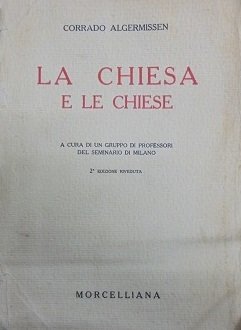 CORRADO ALGERMISSEN
LA CHIESA
E LE CHIESE
A CURA DI UN GRUPPO DI PROFESSORI
DEL SEMINARIO DI MILANO
2ª EDIZIONE RIVEDUTA
MORCELLIANA